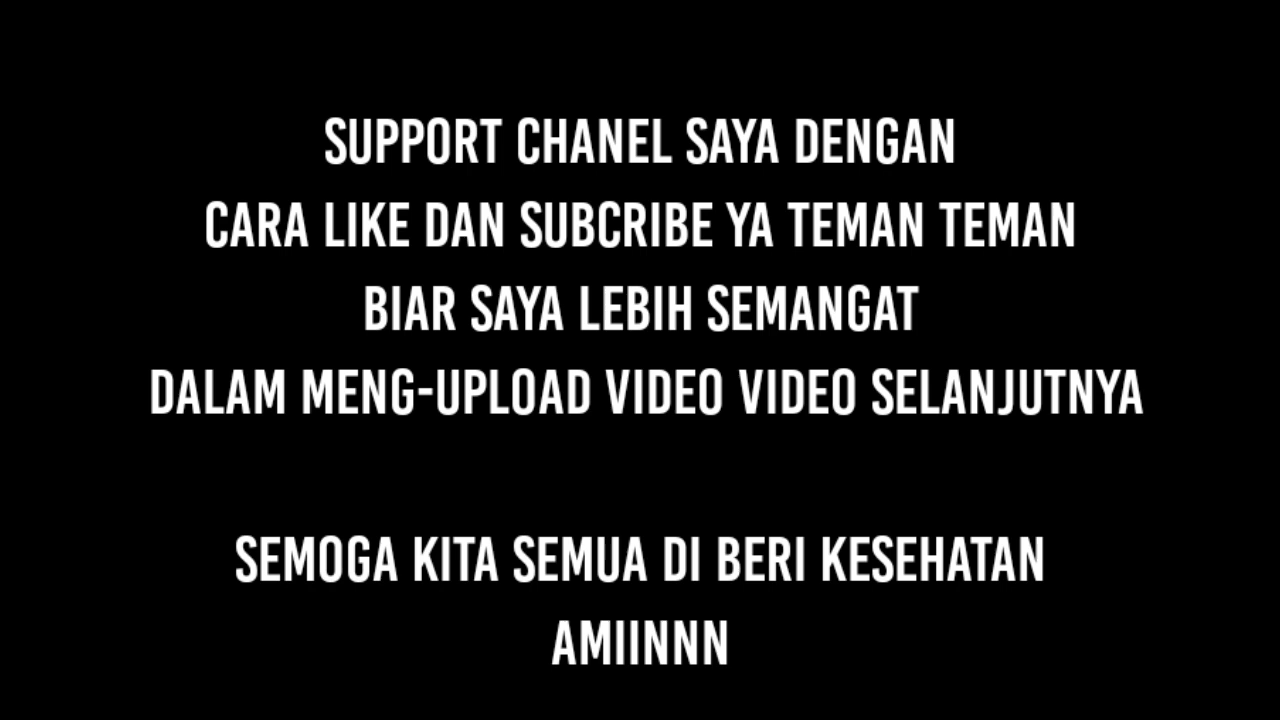 SUPPORT CHANEL SAYA DENGAN
CARA LIKE DAN SUBCRIBE YA TEMAN TEMAN
BIAR SAYA LEBIH SEMANGAT
DALAM MENG-UPLOAD VIDEO VIDEO SELANJUTNYA
SEMOGA KITA SEMUA DI BERI KESEHATAN
AMIINNN